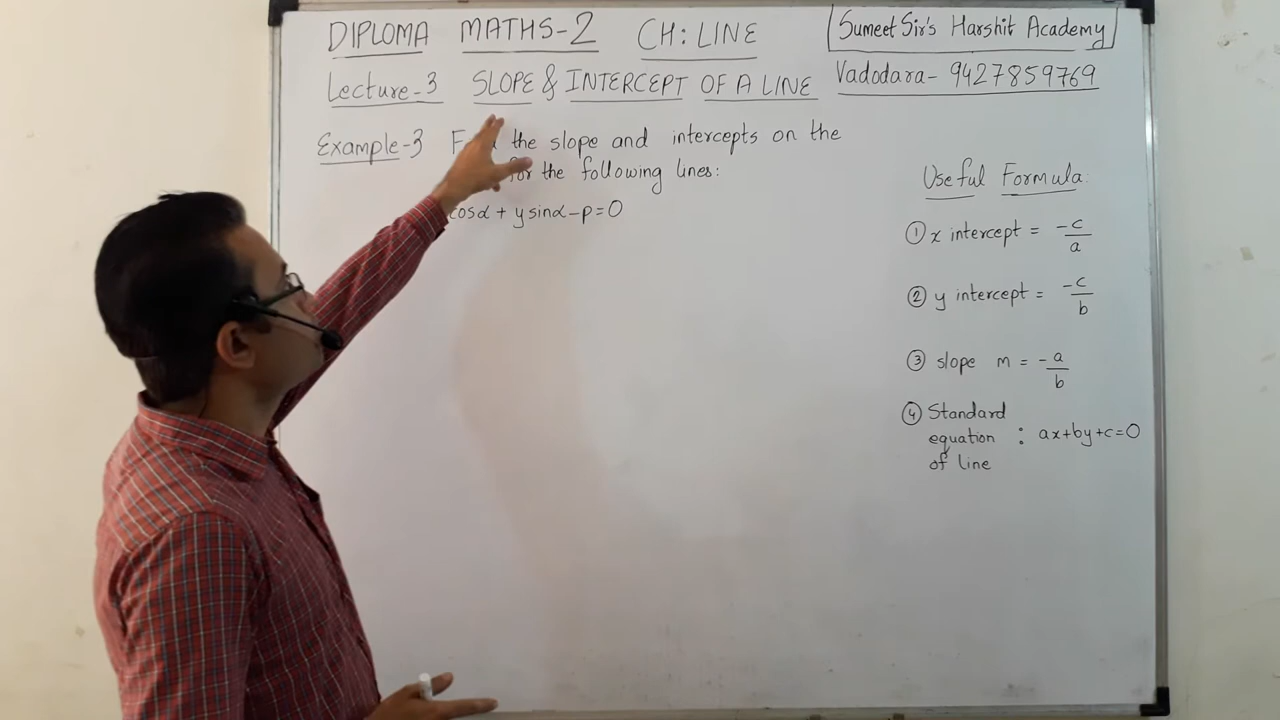 DIPLOMA MATHS-2 CH: LINE
Sumeet Sir's Harshit Academy
Vadodara- 9427859769
Lecture-3 SLOPE & INTERCEPT OF A LINE
Example-3 the slope and intercepts on the
for the following lines:
cosα + y sinα - p = 0
Useful Formula
① x intercept = -c/a
② y intercept = -c/b
③ slope m = -a/b
④ Standard
equation : ax+by+c=0
of line